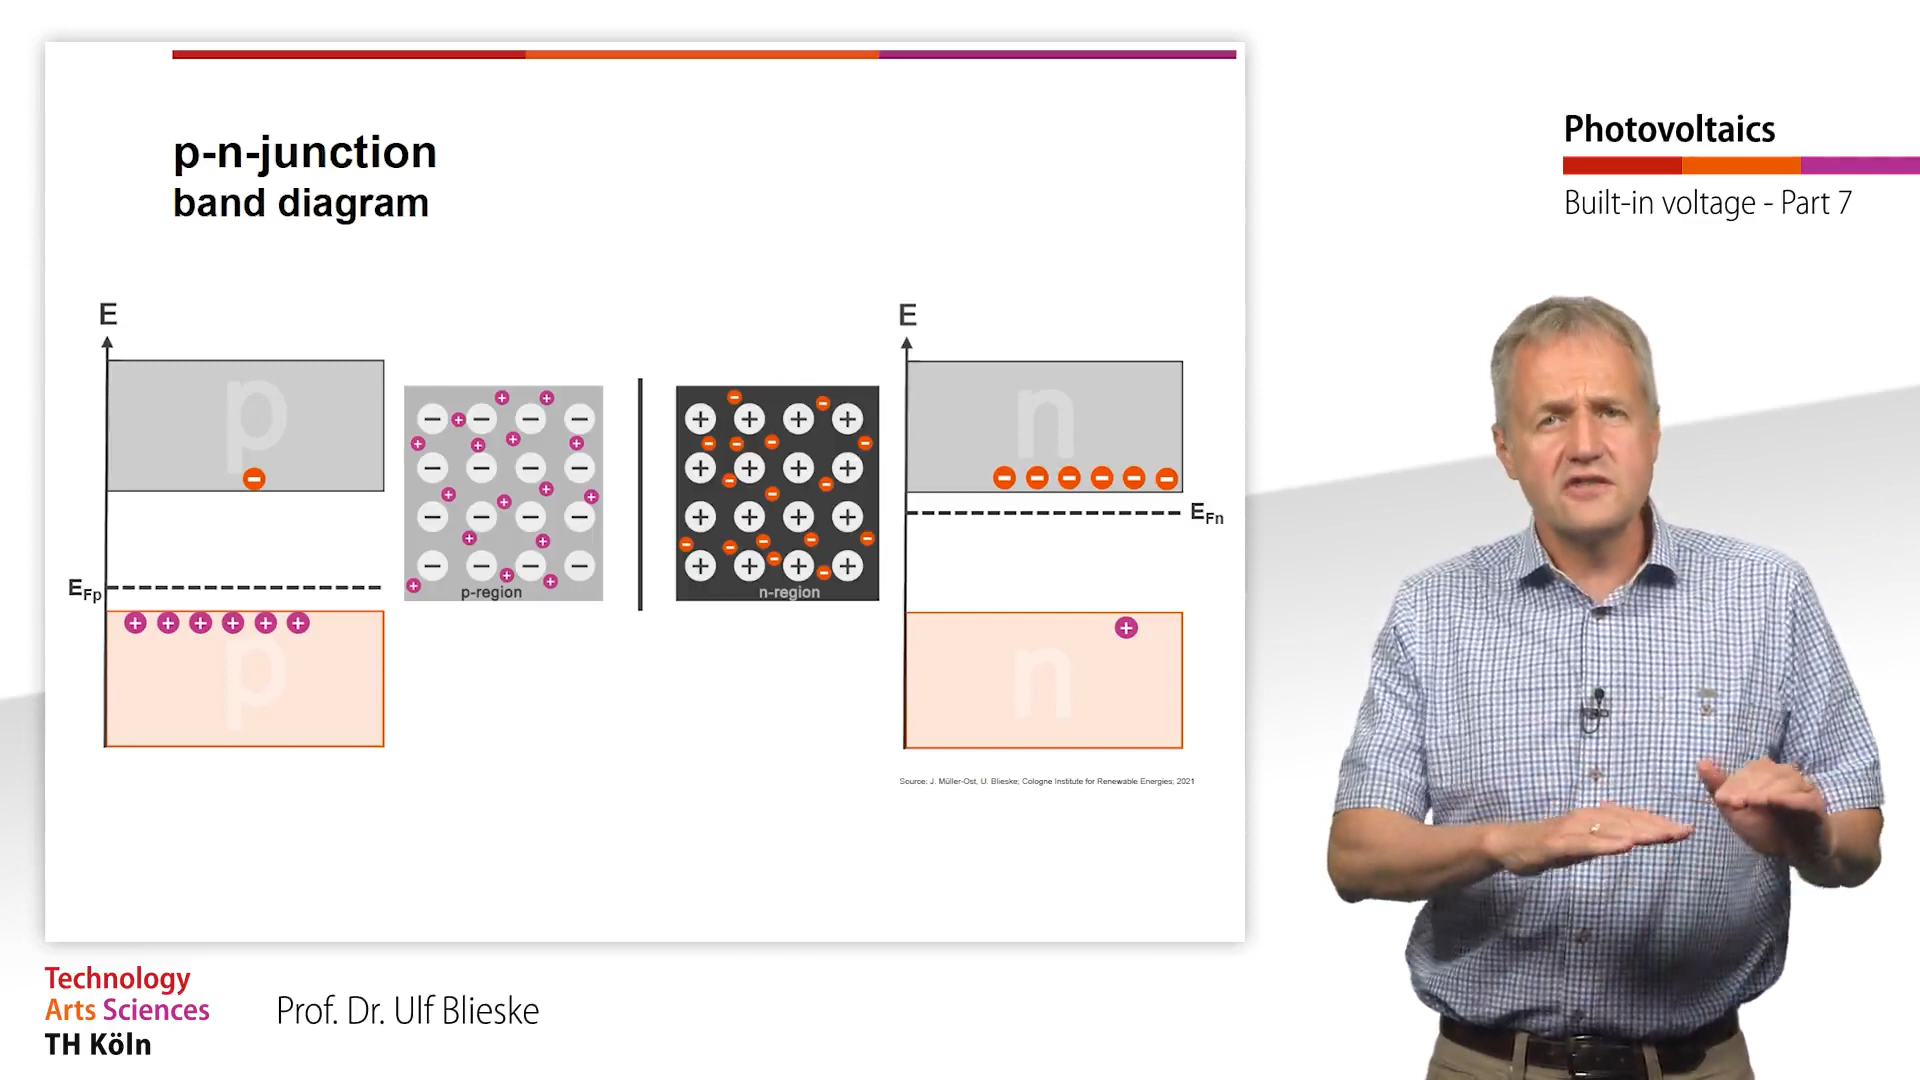 p-n-junction
band diagram
Photovoltaics
Built-in voltage - Part 7
E
E
p
n
E_Fn
E_Fp
p-region
n-region
p
n
Source: J. Müller-Ost, U. Blieske; Cologne Institute for Renewable Energies; 2021
Technology
Arts Sciences
TH Köln
Prof. Dr. Ulf Blieske